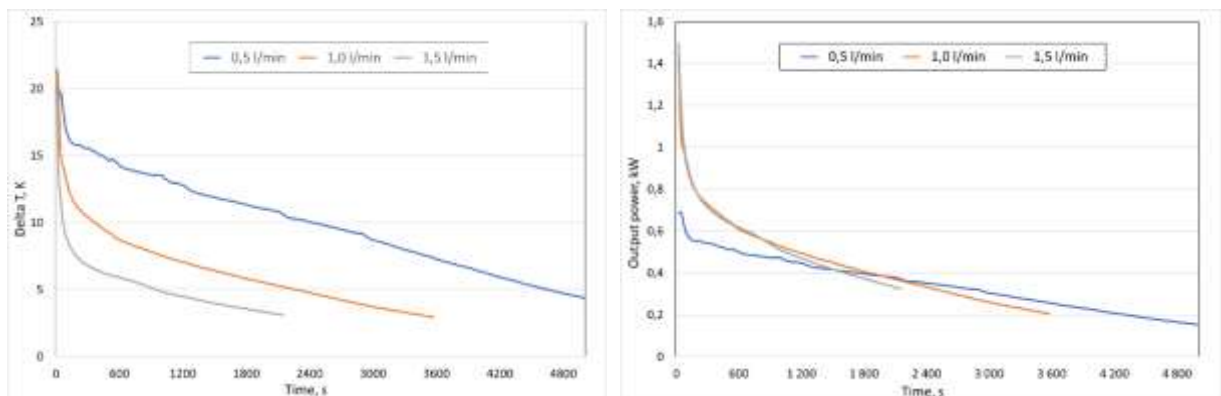 25
20
15
10
5
0
Delta T, K
0,5 l/min 1,0 l/min 1,5 l/min
0 600 1200 1800 2400 3000 3600 4200 4800
Time, s
1,6
1,4
1,2
1
0,8
0,6
0,4
0,2
0
Output power, kW
0,5 l/min 1,0 l/min 1,5 l/min
0 600 1 200 1 800 2 400 3 000 3 600 4 200 4 800
Time, s